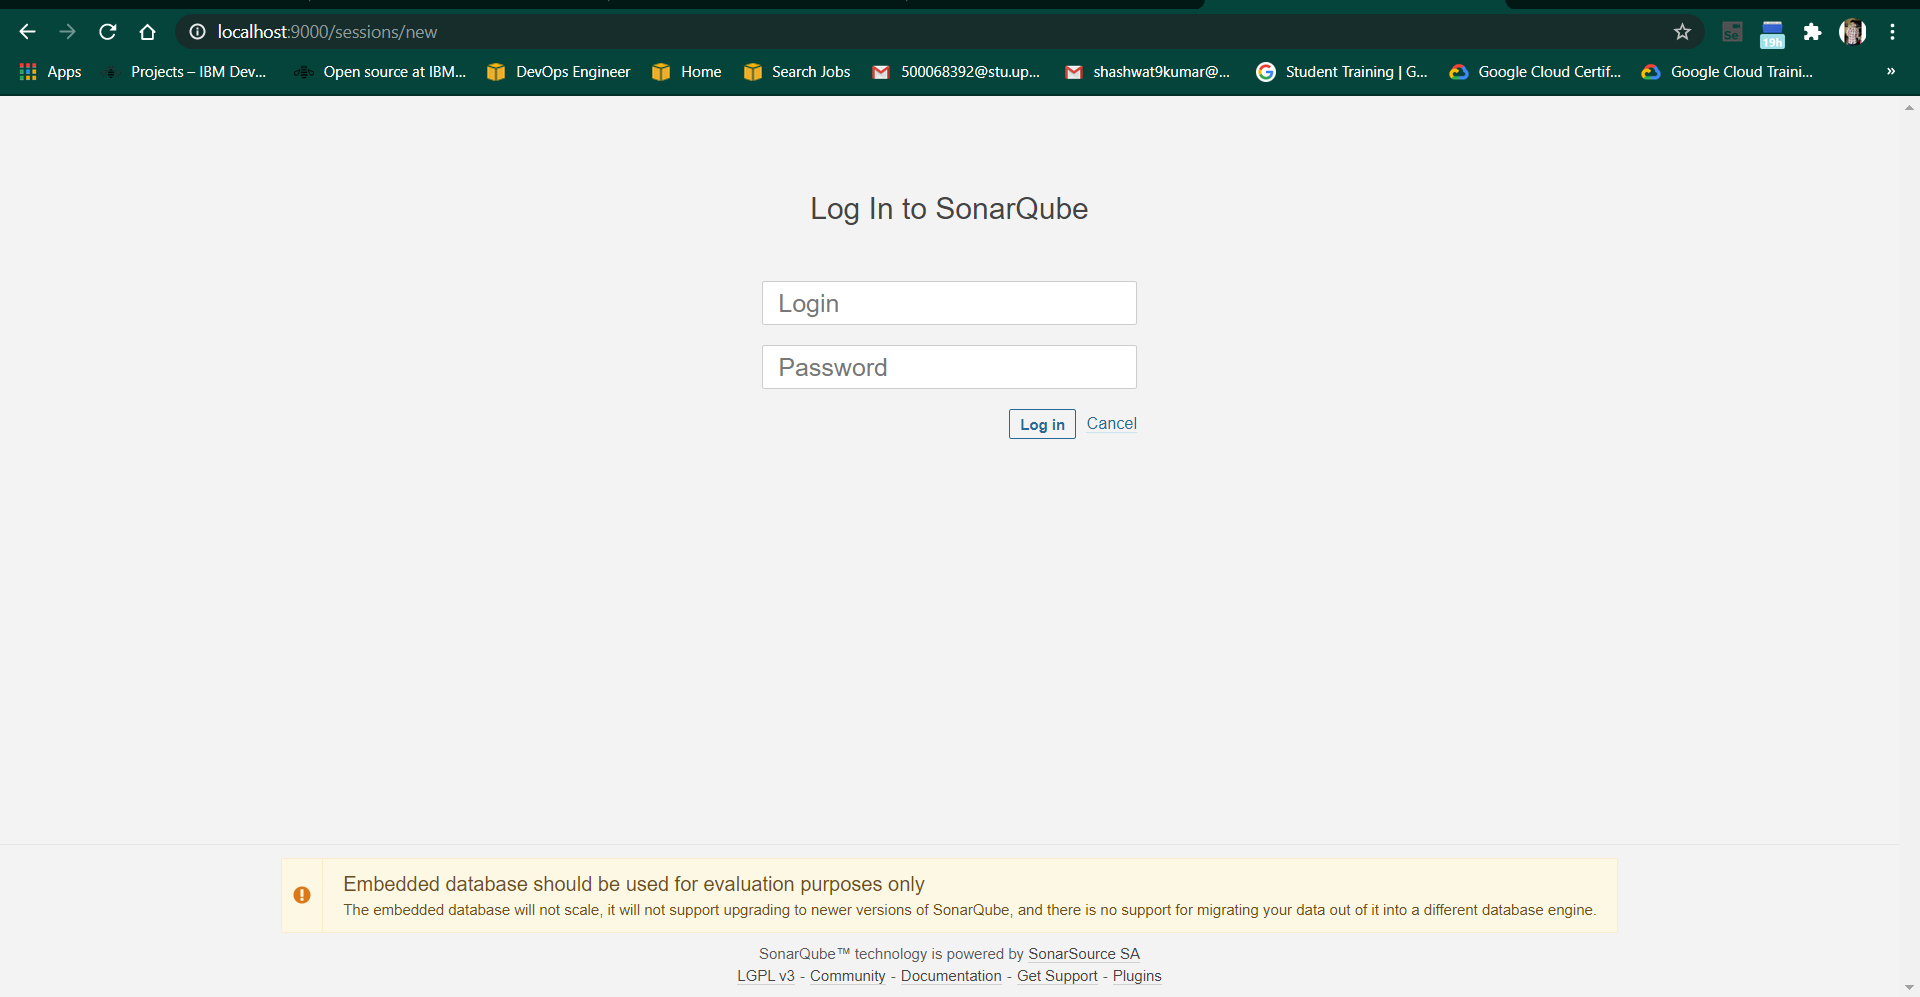 localhost:9000/sessions/new
Se
19h
Apps Projects – IBM Dev... Open source at IBM... DevOps Engineer Home Search Jobs 500068392@stu.up... shashwat9kumar@... Student Training | G... Google Cloud Certif... Google Cloud Traini... »
Log In to SonarQube
Login
Password
Log in Cancel
Embedded database should be used for evaluation purposes only
The embedded database will not scale, it will not support upgrading to newer versions of SonarQube, and there is no support for migrating your data out of it into a different database engine.
SonarQube™ technology is powered by SonarSource SA
LGPL v3 - Community - Documentation - Get Support - Plugins